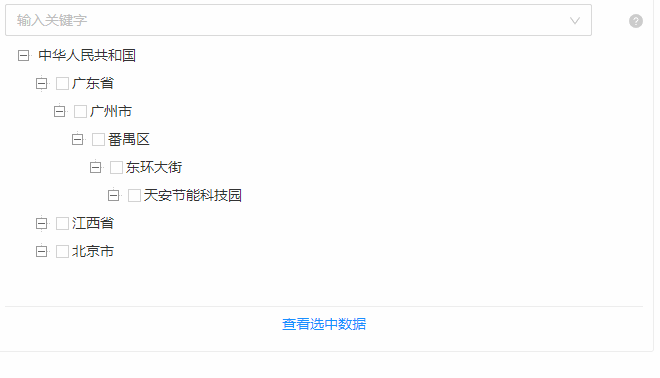 输入关键字
?
中华人民共和国
广东省
广州市
番禺区
东环大街
天安节能科技园
江西省
北京市
查看选中数据